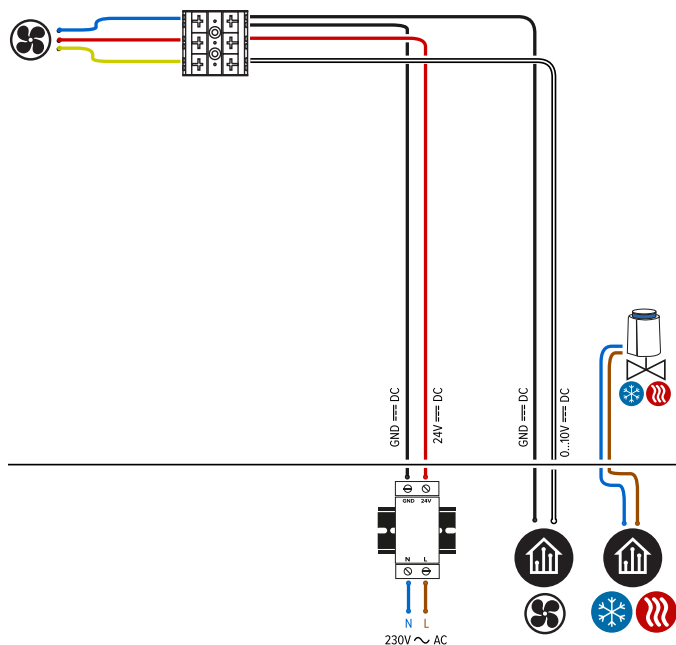 GND ⎓ DC
24V ⎓ DC
GND ⎓ DC
0...10V ⎓ DC
GND 24V
N L
N L
230V ∼ AC